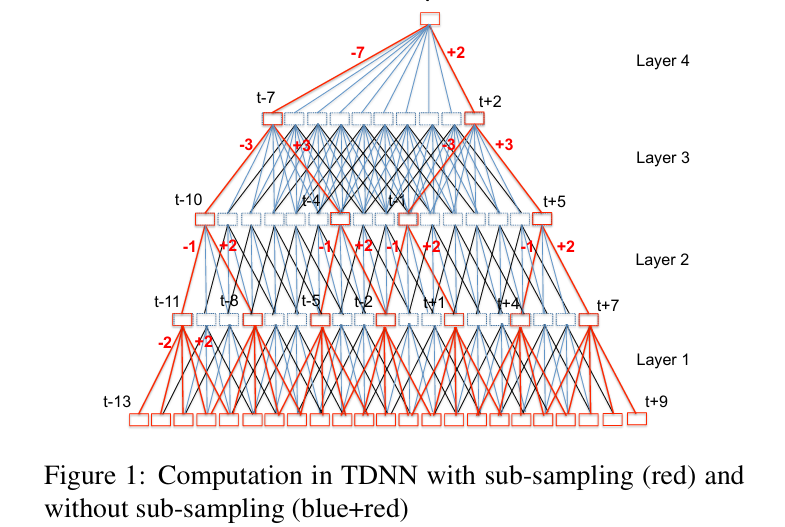 -7
+2
Layer 4
t-7
t+2
-3
+3
-3
+3
Layer 3
t-10
t-4
t-1
t+5
-1
+2
-1
+2
-1
+2
-1
+2
Layer 2
t-11
t-8
t-5
t-2
t+1
t+4
t+7
-2
+2
Layer 1
t-13
t+9
Figure 1: Computation in TDNN with sub-sampling (red) and
without sub-sampling (blue+red)